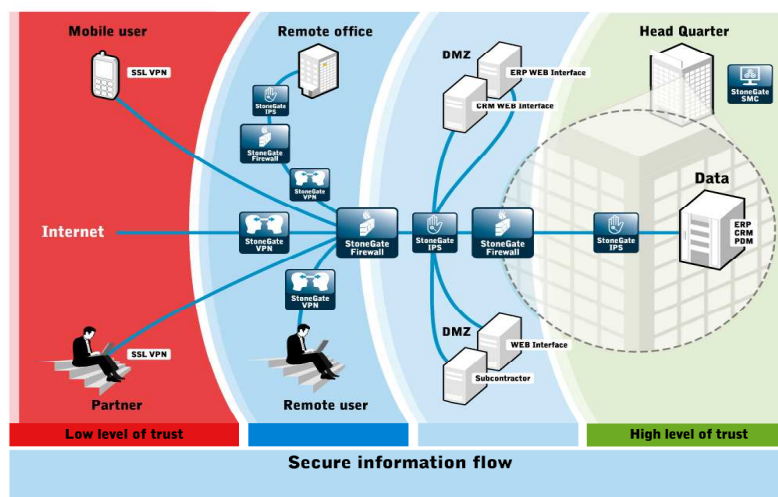 Mobile user
SSL VPN
Remote office
StoneGate
IPS
StoneGate
Firewall
StoneGate
VPN
DMZ
ERP WEB Interface
CRM WEB Interface
Head Quarter
StoneGate
SMC
Data
ERP
CRM
PDM
Internet
StoneGate
VPN
StoneGate
Firewall
StoneGate
IPS
StoneGate
Firewall
StoneGate
IPS
StoneGate
VPN
DMZ
WEB Interface
Subcontractor
SSL VPN
Partner
Remote user
Low level of trust
High level of trust
Secure information flow